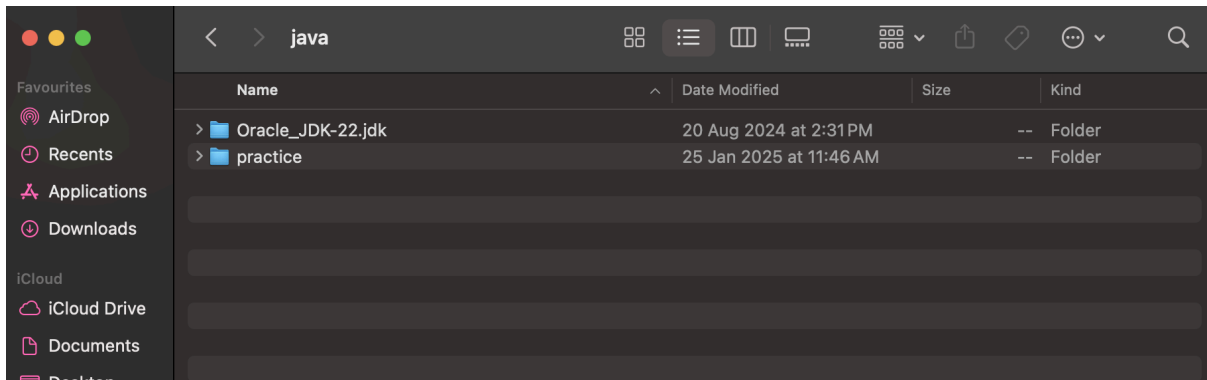 java
Favourites
AirDrop
Recents
Applications
Downloads
iCloud
iCloud Drive
Documents
Desktop
Name Date Modified Size Kind
Oracle_JDK-22.jdk 20 Aug 2024 at 2:31 PM -- Folder
practice 25 Jan 2025 at 11:46 AM -- Folder